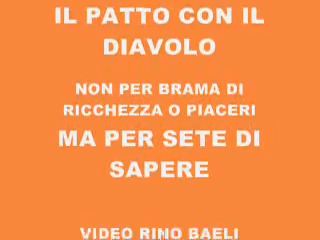 IL PATTO CON IL
DIAVOLO
NON PER BRAMA DI
RICCHEZZA O PIACERI
MA PER SETE DI
SAPERE
VIDEO RINO BAELI